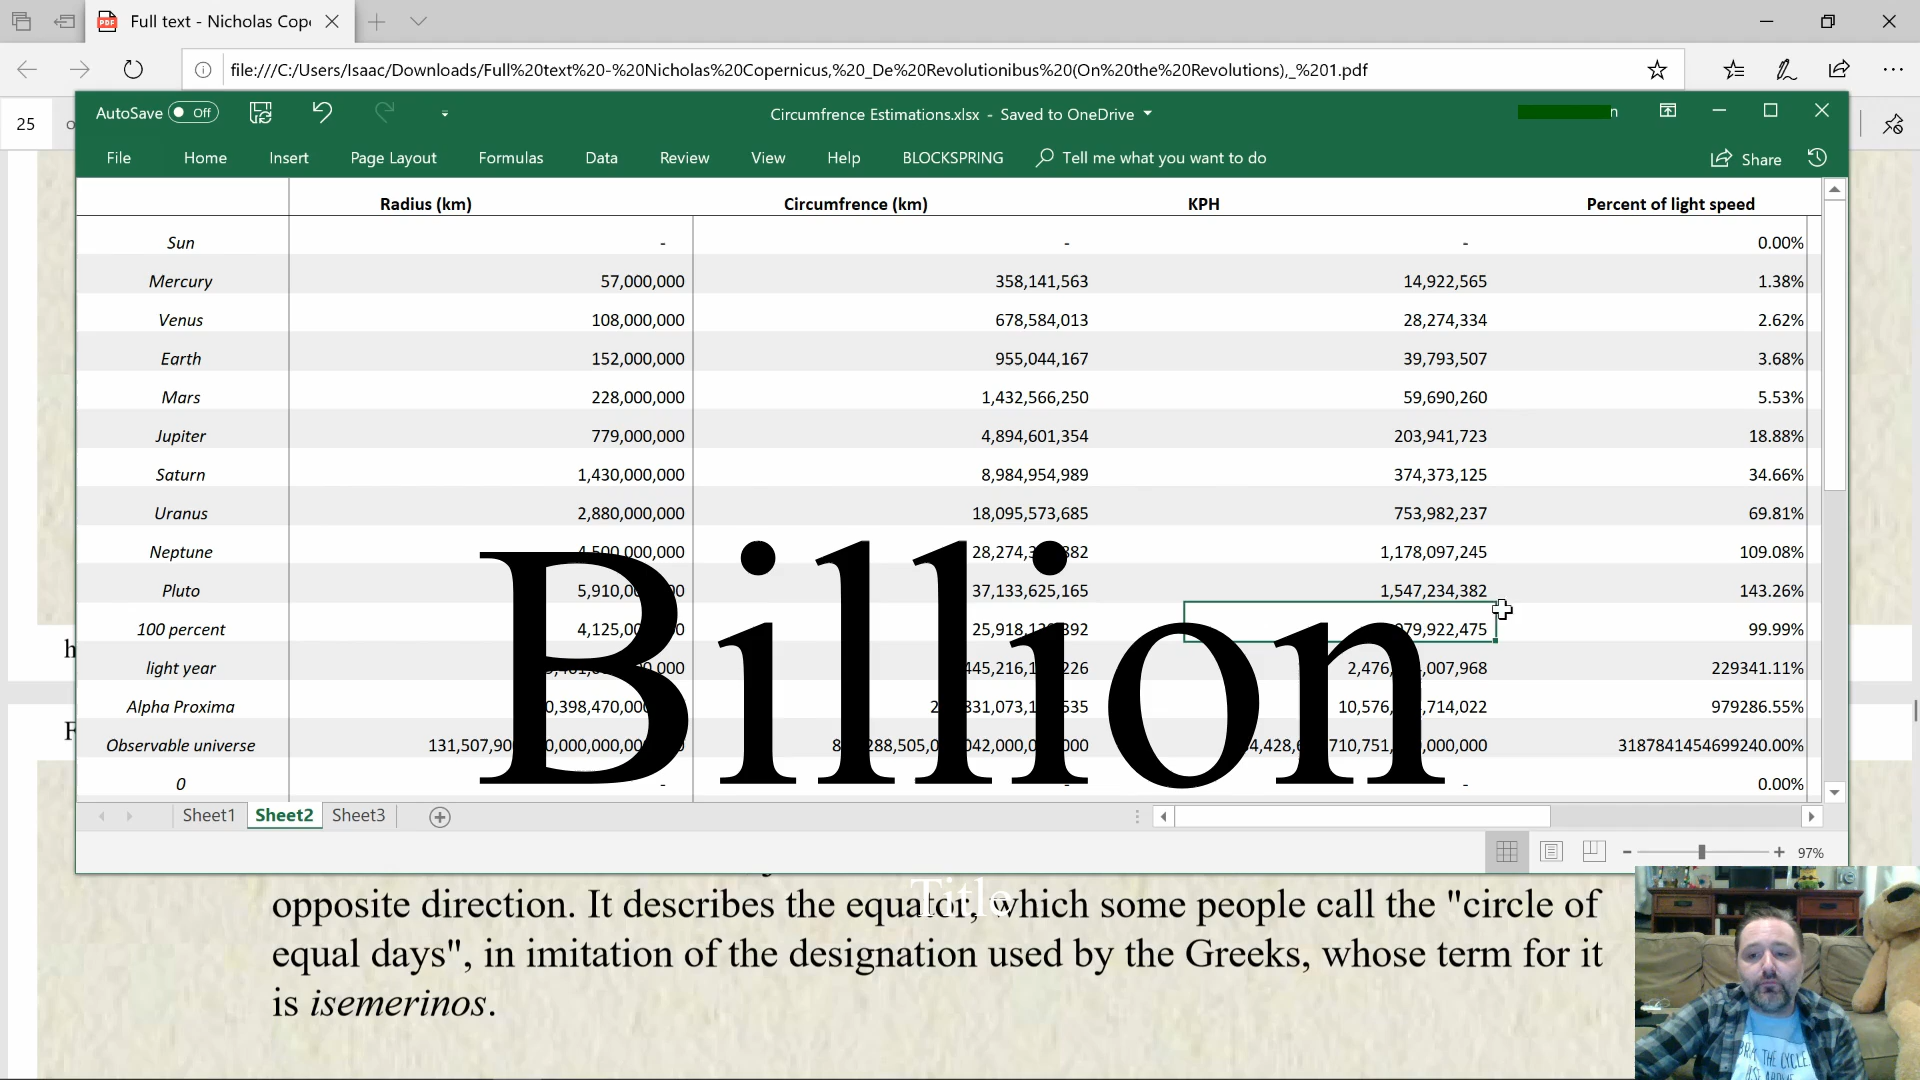 Full text - Nicholas Cop
file:///C:/Users/Isaac/Downloads/Full%20text%20-%20Nicholas%20Copernicus,%20_De%20Revolutionibus%20(On%20the%20Revolutions),_%201.pdf
25
AutoSave Off
Circumfrence Estimations.xlsx - Saved to OneDrive
n
File Home Insert Page Layout Formulas Data Review View Help BLOCKSPRING Tell me what you want to do Share
Radius (km) Circumfrence (km) KPH Percent of light speed
Sun - - - 0.00%
Mercury 57,000,000 358,141,563 14,922,565 1.38%
Venus 108,000,000 678,584,013 28,274,334 2.62%
Earth 152,000,000 955,044,167 39,793,507 3.68%
Mars 228,000,000 1,432,566,250 59,690,260 5.53%
Jupiter 779,000,000 4,894,601,354 203,941,723 18.88%
Saturn 1,430,000,000 8,984,954,989 374,373,125 34.66%
Uranus 2,880,000,000 18,095,573,685 753,982,237 69.81%
Neptune 4,500,000,000 1,178,097,245 109.08%
Pluto 37,133,625,165 1,547,234,382 143.26%
100 percent 99.99%
light year 229341.11%
Alpha Proxima 979286.55%
Observable universe 3187841454699240.00%
0 - - 0.00%
Billion
Sheet1 Sheet2 Sheet3
97%
Title
opposite direction. It describes the equator, which some people call the "circle of
equal days", in imitation of the designation used by the Greeks, whose term for it
is isemerinos.
THE CYCLE